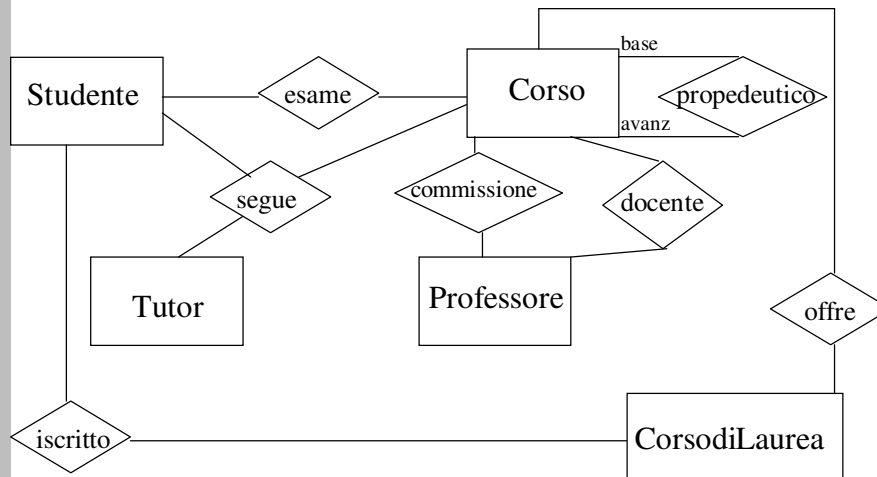 base
Studente
esame
Corso
propedeutico
avanz
segue
commissione
docente
Tutor
Professore
offre
iscritto
CorsodiLaurea